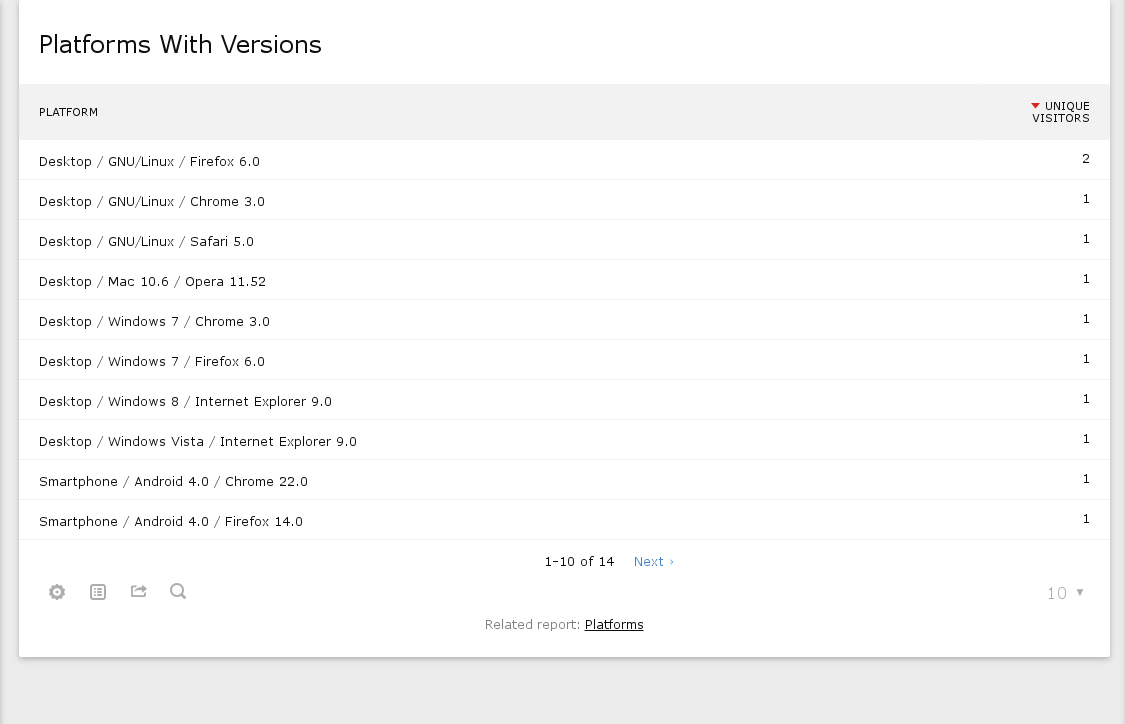 Platforms With Versions
PLATFORM
▼ UNIQUE
VISITORS
Desktop / GNU/Linux / Firefox 6.0 2
Desktop / GNU/Linux / Chrome 3.0 1
Desktop / GNU/Linux / Safari 5.0 1
Desktop / Mac 10.6 / Opera 11.52 1
Desktop / Windows 7 / Chrome 3.0 1
Desktop / Windows 7 / Firefox 6.0 1
Desktop / Windows 8 / Internet Explorer 9.0 1
Desktop / Windows Vista / Internet Explorer 9.0 1
Smartphone / Android 4.0 / Chrome 22.0 1
Smartphone / Android 4.0 / Firefox 14.0 1
1–10 of 14 Next ›
10 ▼
Related report: Platforms